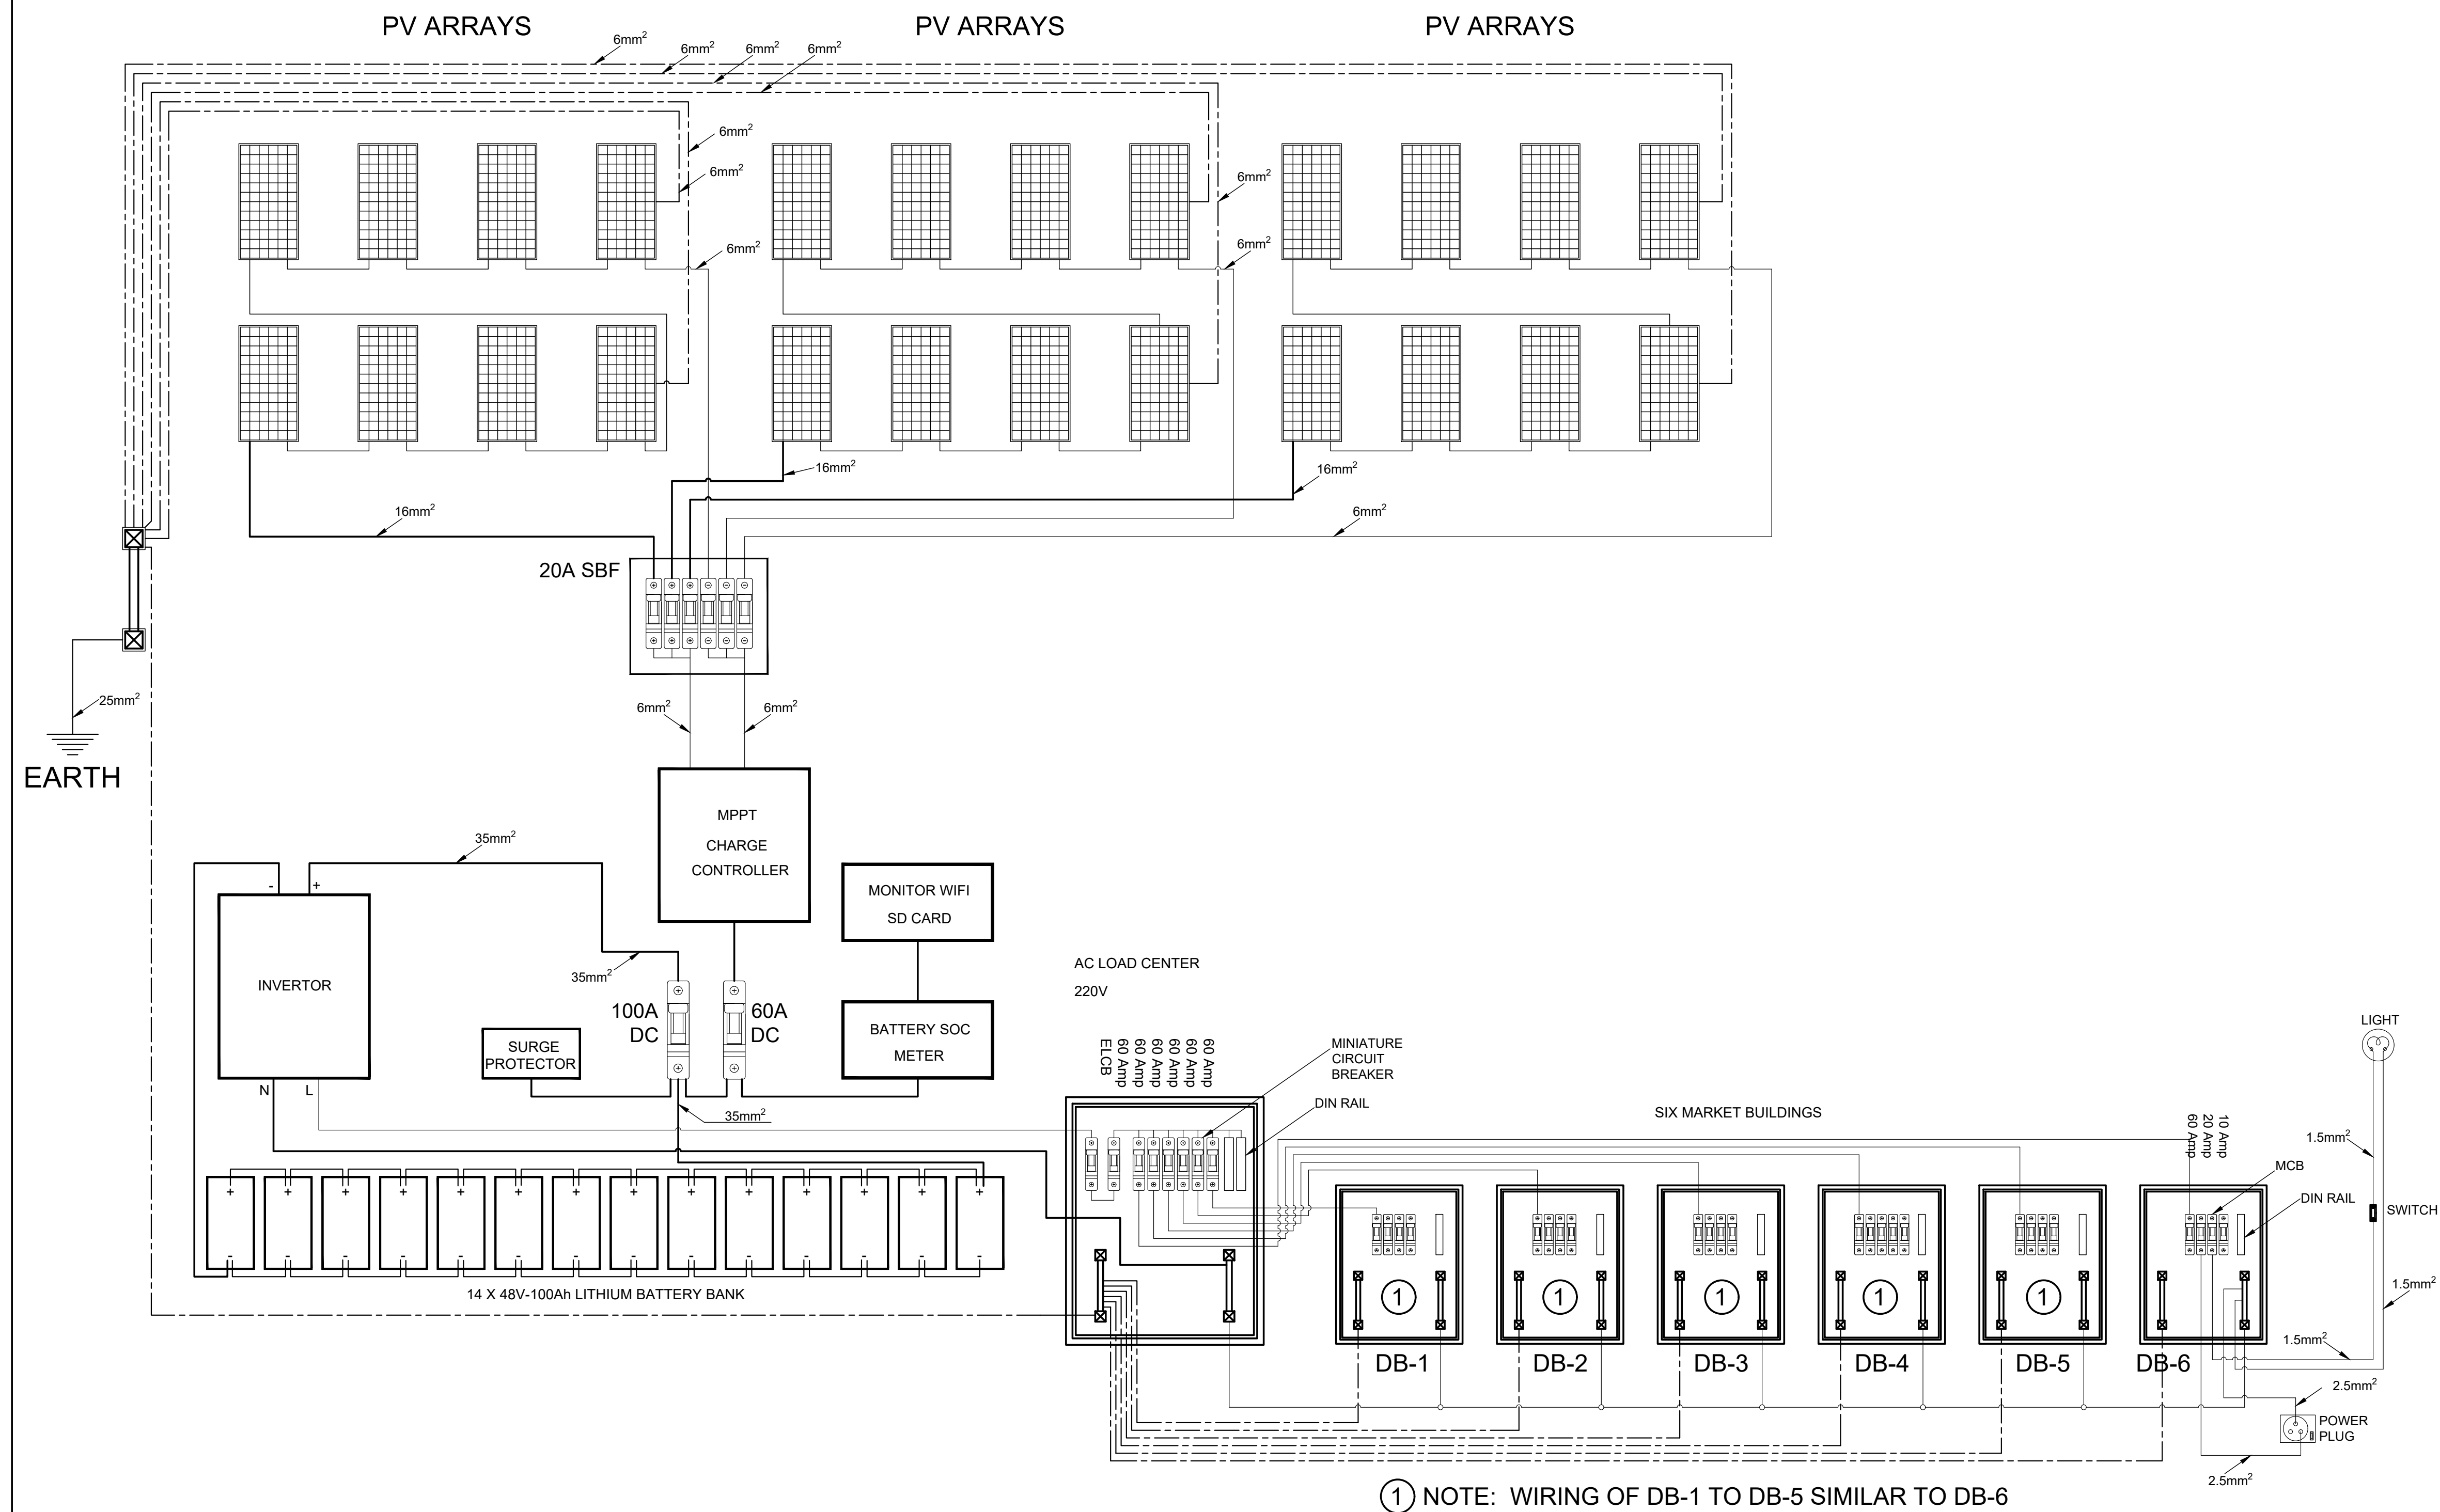 PV ARRAYS
PV ARRAYS
PV ARRAYS
6mm²
6mm²
6mm²
6mm²
6mm²
6mm²
6mm²
6mm²
6mm²
16mm²
16mm²
16mm²
6mm²
20A SBF
25mm²
EARTH
6mm²
6mm²
MPPT
CHARGE
CONTROLLER
35mm²
- +
INVERTOR
N L
35mm²
MONITOR WIFI
SD CARD
100A
DC
60A
DC
BATTERY SOC
METER
SURGE
PROTECTOR
35mm²
AC LOAD CENTER
220V
ELCB
60 Amp
60 Amp
60 Amp
60 Amp
60 Amp
60 Amp
MINIATURE
CIRCUIT
BREAKER
DIN RAIL
SIX MARKET BUILDINGS
60 Amp
20 Amp
10 Amp
LIGHT
1.5mm²
MCB
DIN RAIL
SWITCH
1.5mm²
1.5mm²
+ + + + + + + + + + + + + +
- - - - - - - - - - - - - -
14 X 48V-100Ah LITHIUM BATTERY BANK
1 1 1 1 1
DB-1 DB-2 DB-3 DB-4 DB-5 DB-6
2.5mm²
POWER
PLUG
2.5mm²
1 NOTE: WIRING OF DB-1 TO DB-5 SIMILAR TO DB-6